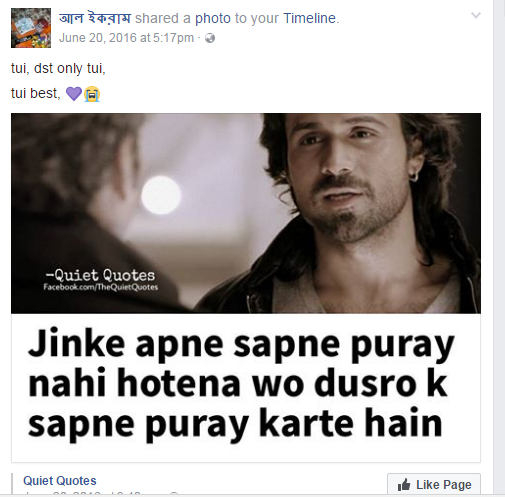 আল ইকরাম shared a photo to your Timeline.
June 20, 2016 at 5:17pm ·
tui, dst only tui,
tui best, 💜😭
–Quiet Quotes
Facebook.com/TheQuietQuotes
Jinke apne sapne puray
nahi hotena wo dusro k
sapne puray karte hain
Quiet Quotes
Like Page